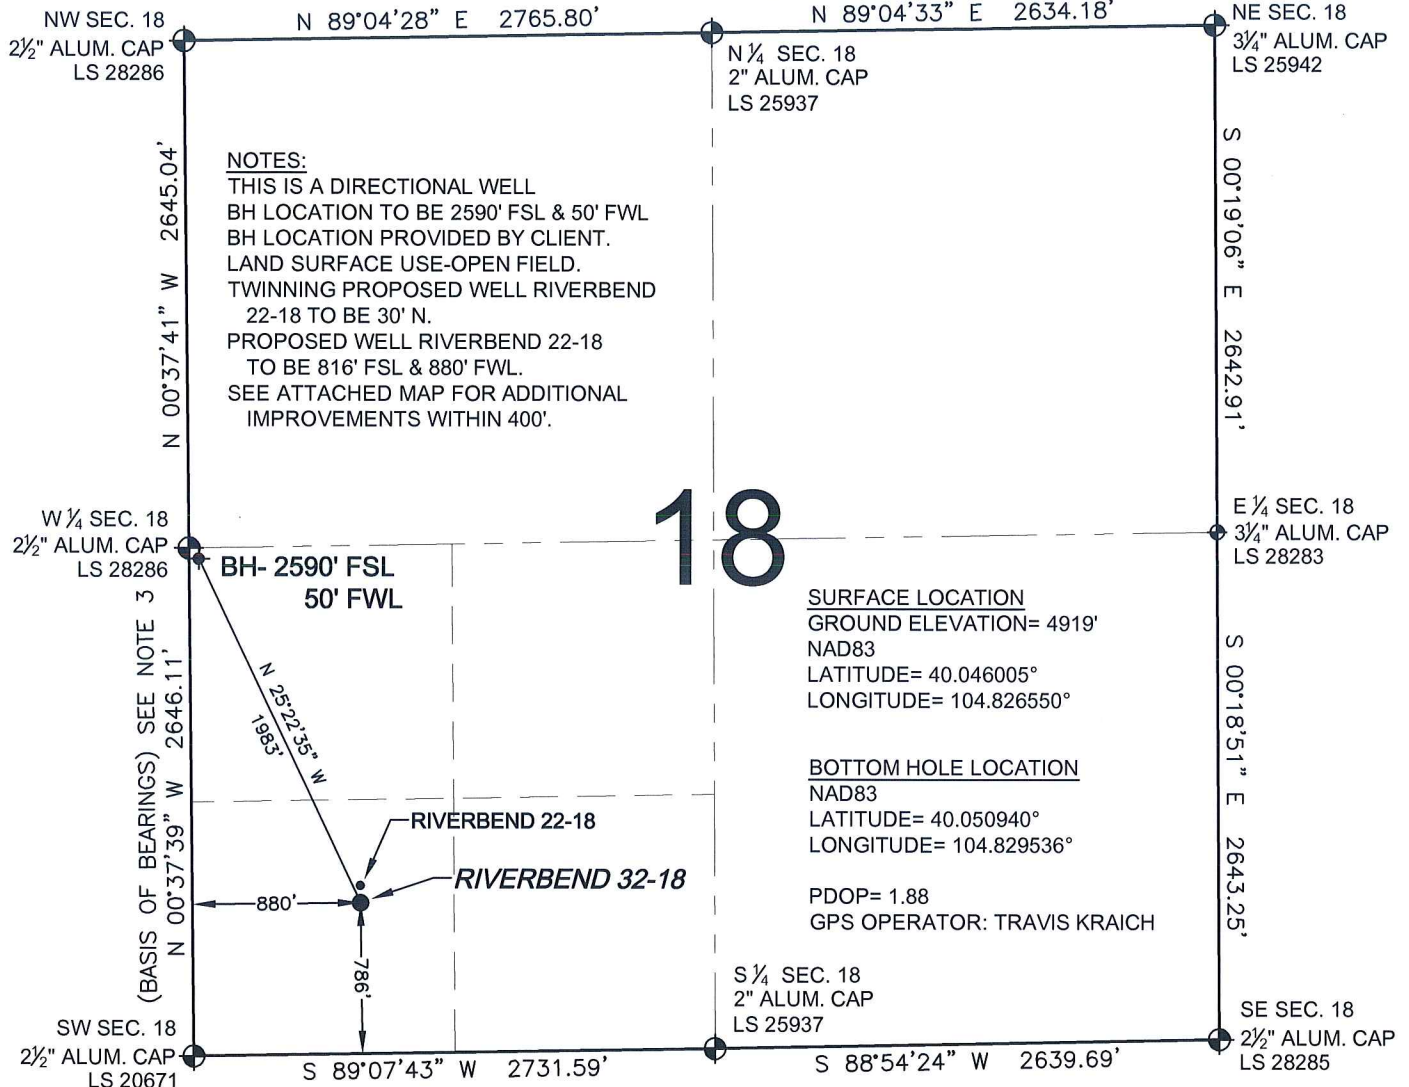 NW SEC. 18
2½" ALUM. CAP
LS 28286
N 89°04'28" E 2765.80'
N 89°04'33" E 2634.18'
NE SEC. 18
3¼" ALUM. CAP
LS 25942
N ¼ SEC. 18
2" ALUM. CAP
LS 25937
N 00°37'41" W 2645.04'
NOTES:
THIS IS A DIRECTIONAL WELL
BH LOCATION TO BE 2590' FSL & 50' FWL
BH LOCATION PROVIDED BY CLIENT.
LAND SURFACE USE-OPEN FIELD.
TWINNING PROPOSED WELL RIVERBEND
22-18 TO BE 30' N.
PROPOSED WELL RIVERBEND 22-18
TO BE 816' FSL & 880' FWL.
SEE ATTACHED MAP FOR ADDITIONAL
IMPROVEMENTS WITHIN 400'.
S 00°19'06" E 2642.91'
W ¼ SEC. 18
2½" ALUM. CAP
LS 28286
18
E ¼ SEC. 18
3¼" ALUM. CAP
LS 28283
BH- 2590' FSL
50' FWL
(BASIS OF BEARINGS) SEE NOTE 3
N 00°37'39" W 2646.11'
N 25°22'35" W
1983'
SURFACE LOCATION
GROUND ELEVATION= 4919'
NAD83
LATITUDE= 40.046005°
LONGITUDE= 104.826550°
BOTTOM HOLE LOCATION
NAD83
LATITUDE= 40.050940°
LONGITUDE= 104.829536°
PDOP= 1.88
GPS OPERATOR: TRAVIS KRAICH
S 00°18'51" E 2643.25'
RIVERBEND 22-18
RIVERBEND 32-18
880'
786'
SW SEC. 18
2½" ALUM. CAP
LS 20671
S 89°07'43" W 2731.59'
S ¼ SEC. 18
2" ALUM. CAP
LS 25937
S 88°54'24" W 2639.69'
SE SEC. 18
2½" ALUM. CAP
LS 28285